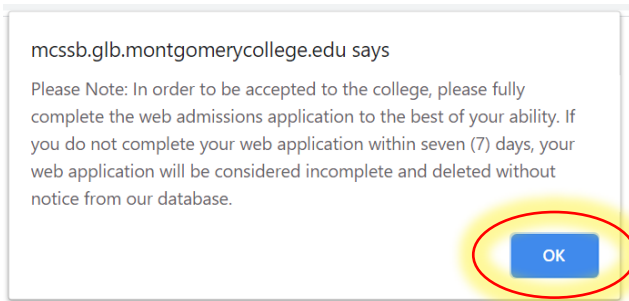 mcssb.glb.montgomerycollege.edu says
Please Note: In order to be accepted to the college, please fully
complete the web admissions application to the best of your ability. If
you do not complete your web application within seven (7) days, your
web application will be considered incomplete and deleted without
notice from our database.
OK